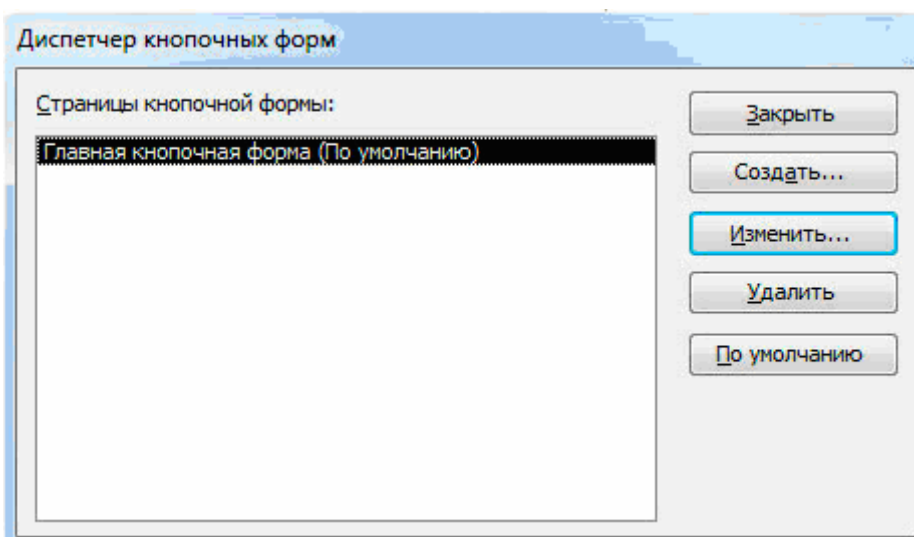 Диспетчер кнопочных форм
Страницы кнопочной формы:
Главная кнопочная форма (По умолчанию)
Закрыть
Создать...
Изменить...
Удалить
По умолчанию